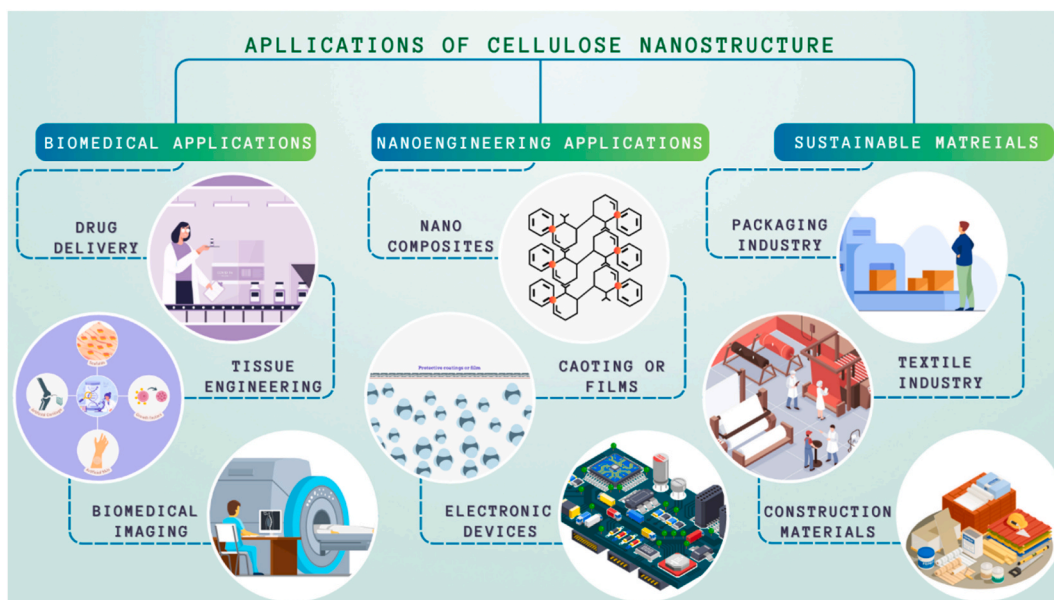 APLLICATIONS OF CELLULOSE NANOSTRUCTURE
BIOMEDICAL APPLICATIONS
NANOENGINEERING APPLICATIONS
SUSTAINABLE MATREIALS
DRUG
DELIVERY
NANO
COMPOSITES
PACKAGING
INDUSTRY
TISSUE
ENGINEERING
Protective coatings or film
CAOTING OR
FILMS
TEXTILE
INDUSTRY
BIOMEDICAL
IMAGING
ELECTRONIC
DEVICES
CONSTRUCTION
MATERIALS